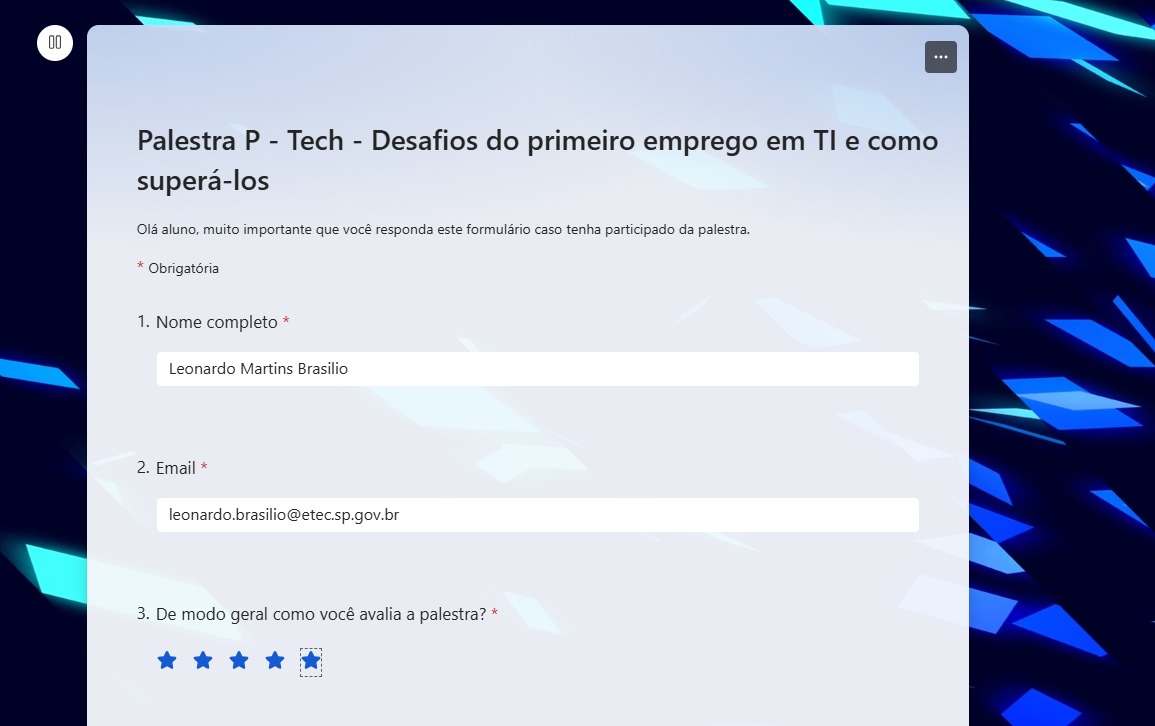 Palestra P - Tech - Desafios do primeiro emprego em TI e como
superá-los
Olá aluno, muito importante que você responda este formulário caso tenha participado da palestra.
* Obrigatória
1. Nome completo *
Leonardo Martins Brasilio
2. Email *
leonardo.brasilio@etec.sp.gov.br
3. De modo geral como você avalia a palestra? *